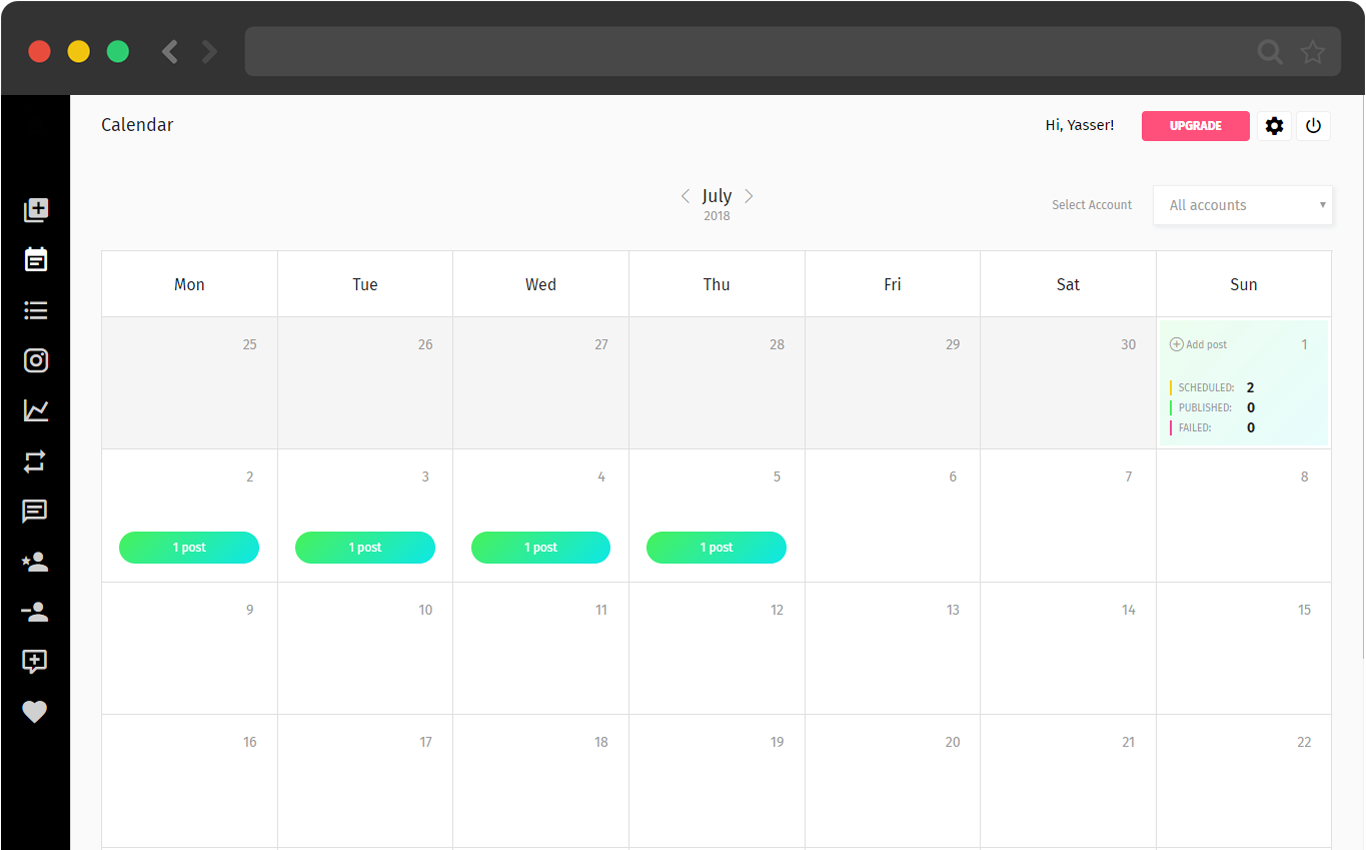 Calendar
Hi, Yasser!
UPGRADE
July
2018
Select Account
All accounts
Mon Tue Wed Thu Fri Sat Sun
25 26 27 28 29 30 Add post 1
SCHEDULED: 2
PUBLISHED: 0
FAILED: 0
2 3 4 5 6 7 8
1 post 1 post 1 post 1 post
9 10 11 12 13 14 15
16 17 18 19 20 21 22